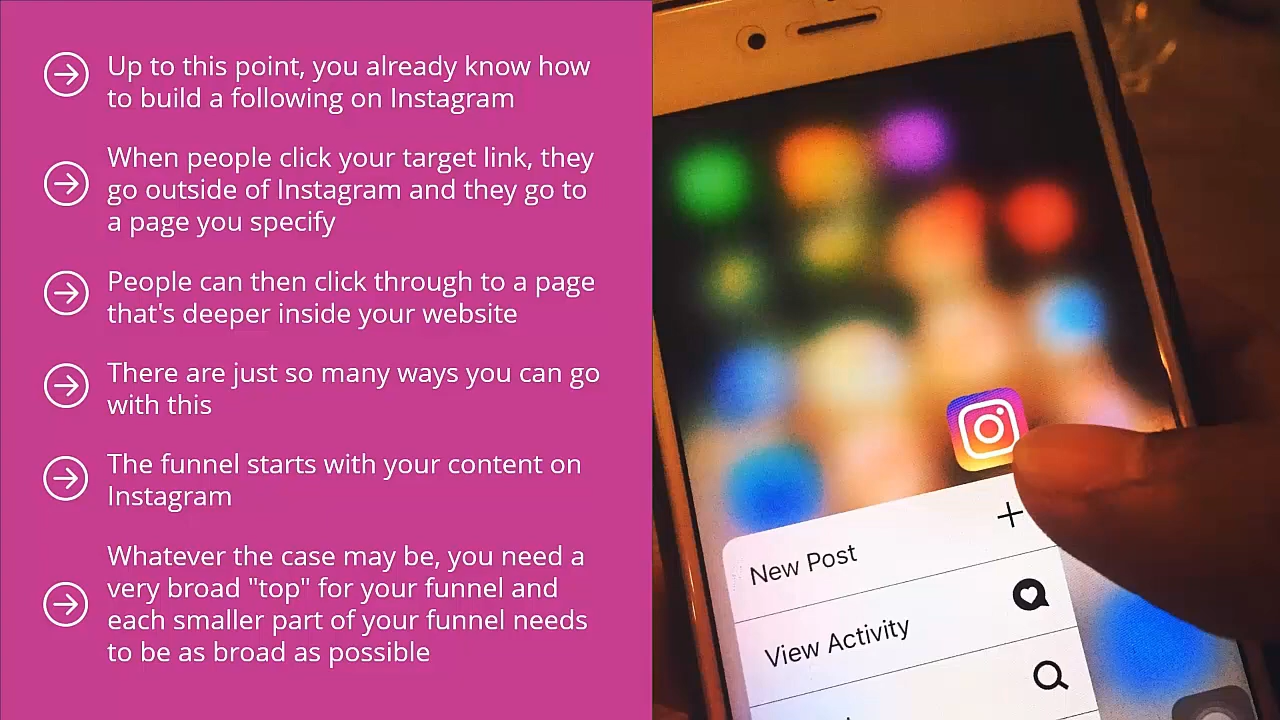 Up to this point, you already know how
to build a following on Instagram
When people click your target link, they
go outside of Instagram and they go to
a page you specify
People can then click through to a page
that's deeper inside your website
There are just so many ways you can go
with this
The funnel starts with your content on
Instagram
Whatever the case may be, you need a
very broad "top" for your funnel and
each smaller part of your funnel needs
to be as broad as possible
New Post
View Activity